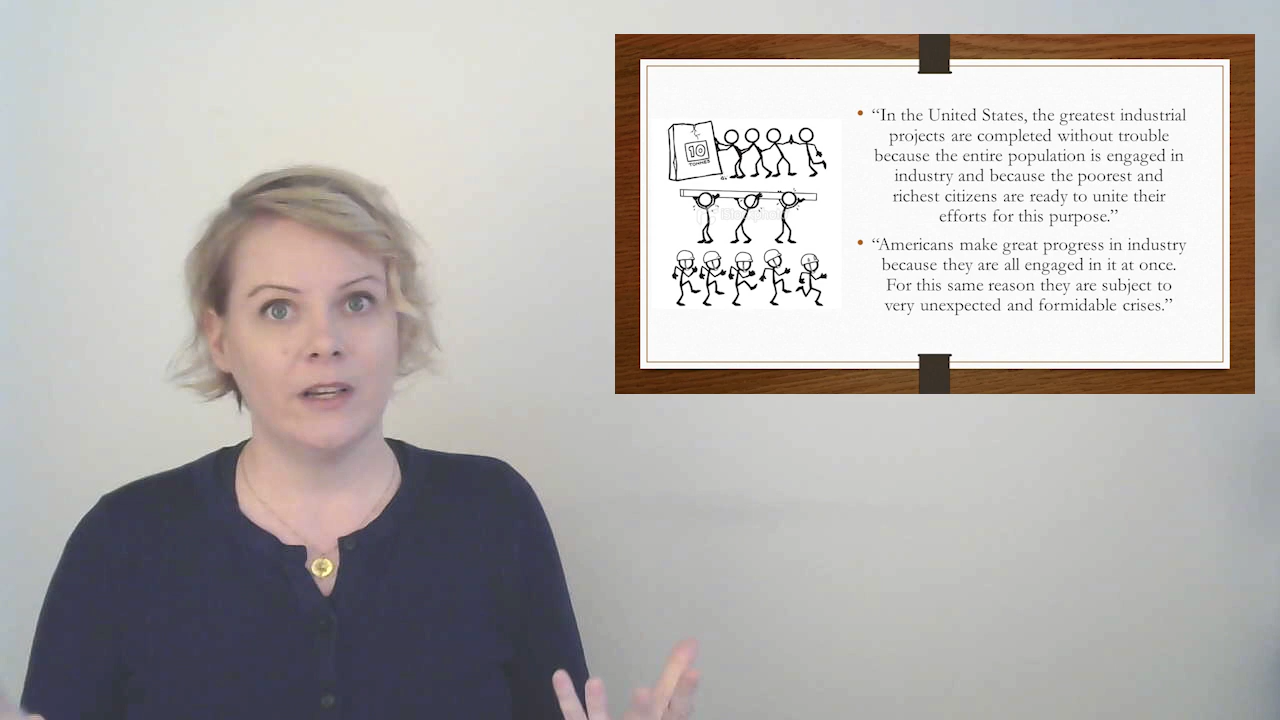 10
TONNES
• “In the United States, the greatest industrial
projects are completed without trouble
because the entire population is engaged in
industry and because the poorest and
richest citizens are ready to unite their
efforts for this purpose.”
• “Americans make great progress in industry
because they are all engaged in it at once.
For this same reason they are subject to
very unexpected and formidable crises.”